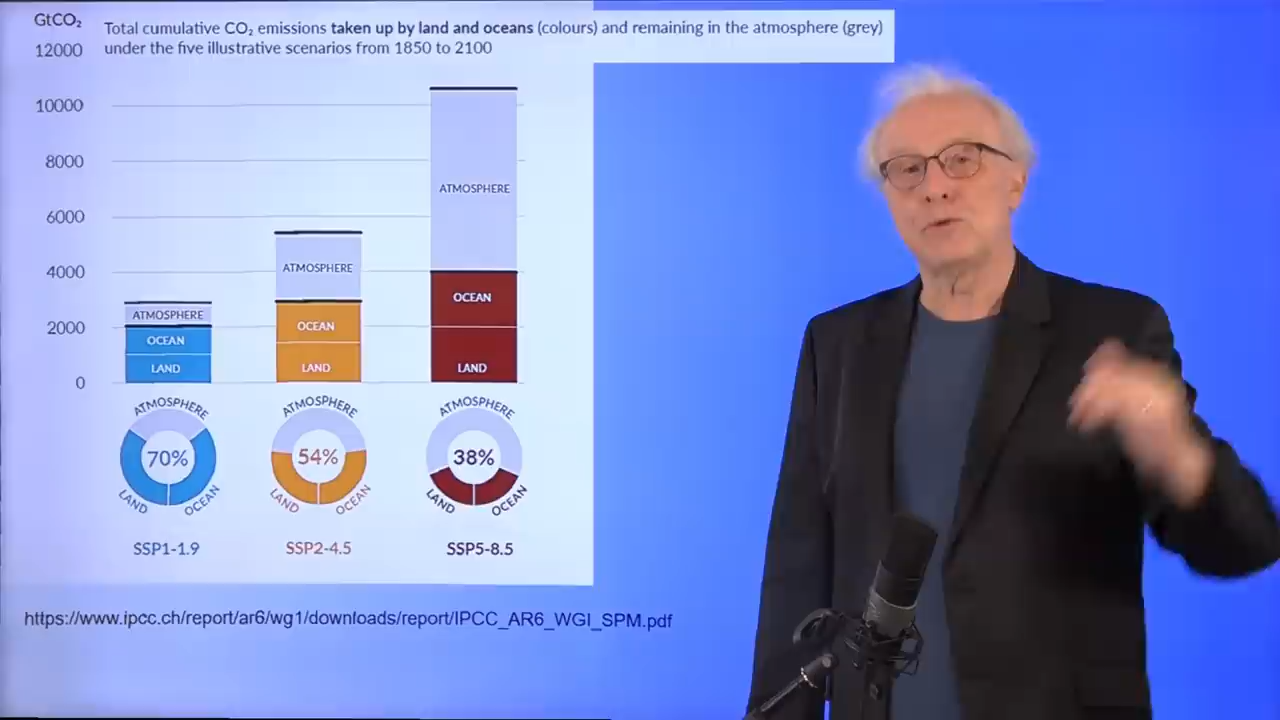 GtCO₂
Total cumulative CO₂ emissions taken up by land and oceans (colours) and remaining in the atmosphere (grey)
under the five illustrative scenarios from 1850 to 2100
12000
10000
8000
6000
4000
2000
0
ATMOSPHERE
OCEAN
LAND
ATMOSPHERE
OCEAN
LAND
ATMOSPHERE
OCEAN
LAND
ATMOSPHERE
70%
LAND
OCEAN
SSP1-1.9
ATMOSPHERE
54%
LAND
OCEAN
SSP2-4.5
ATMOSPHERE
38%
LAND
OCEAN
SSP5-8.5
https://www.ipcc.ch/report/ar6/wg1/downloads/report/IPCC_AR6_WGI_SPM.pdf